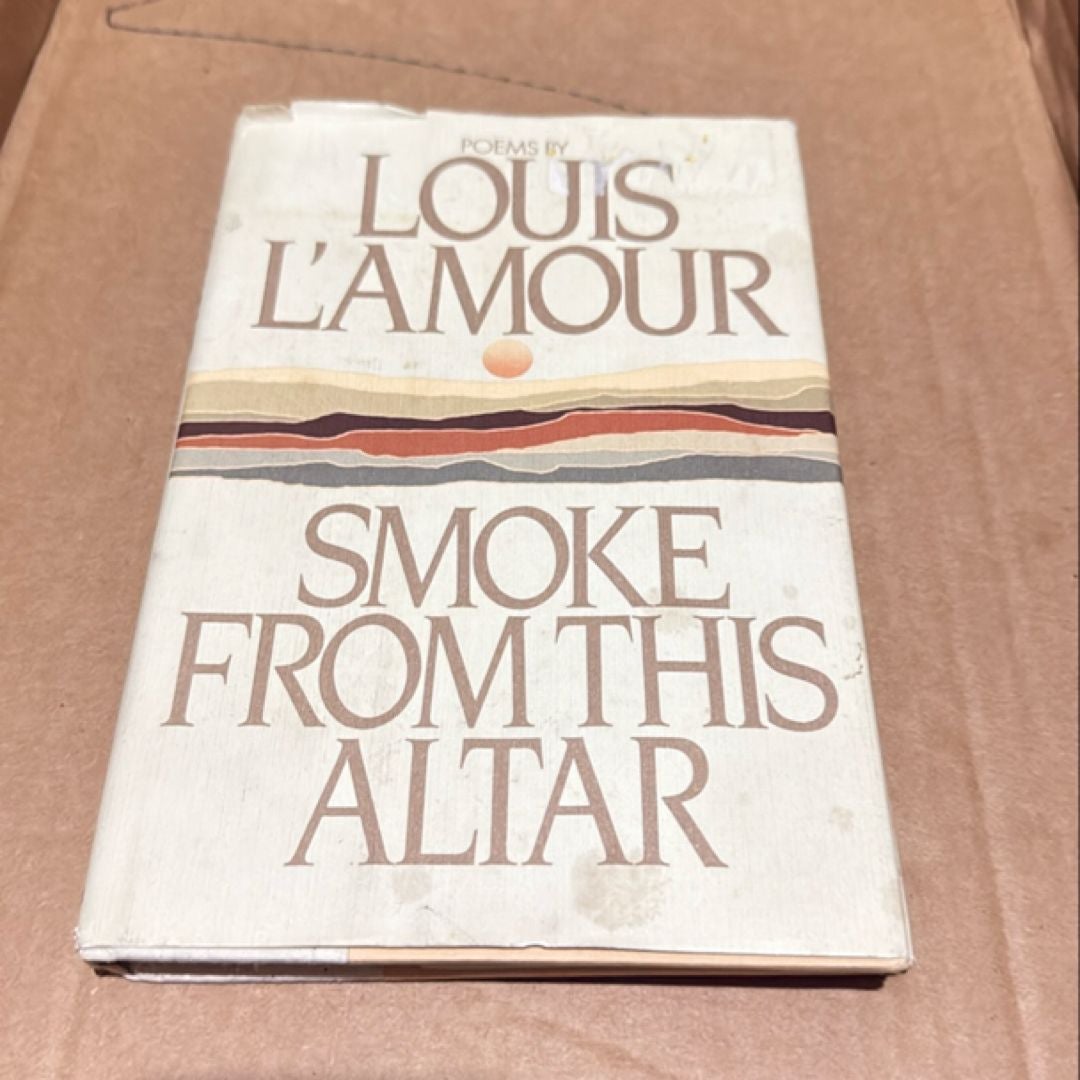 POEMS BY
LOUIS
L'AMOUR
SMOKE
FROM THIS
ALTAR